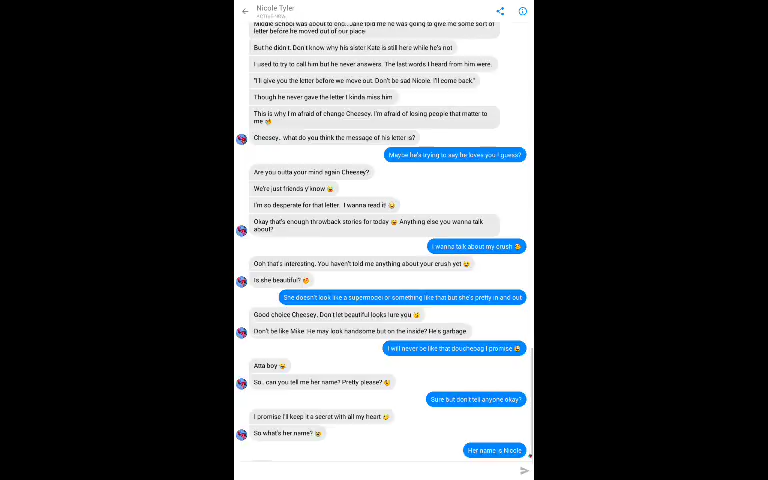 Nicole Tyler
ACTIVE NOW
Middle school was about to end.. Jake told me he was going to give me some sort of
letter before he moved out of our place
But he didn't. Don't know why his sister Kate is still here while he's not
I used to try to call him but he never answers. The last words I heard from him were..
"I'll give you the letter before we move out. Don't be sad Nicole. I'll come back."
Though he never gave the letter I kinda miss him
This is why I'm afraid of change Cheesey. I'm afraid of losing people that matter to
me
Cheesey.. what do you think the message of his letter is?
Maybe he's trying to say he loves you I guess?
Are you outta your mind again Cheesey?
We're just friends y'know
I'm so desperate for that letter.. I wanna read it
Okay that's enough throwback stories for today 😸 Anything else you wanna talk
about?
I wanna talk about my crush
Ooh that's interesting. You haven't told me anything about your crush yet
Is she beautiful?
She doesn't look like a supermodel or something like that but she's pretty in and out
Good choice Cheesey. Don't let beautiful looks lure you
Don't be like Mike. He may look handsome but on the inside? He's garbage
I will never be like that douchebag I promise
Atta boy
So.. can you tell me her name? Pretty please?
Sure but don't tell anyone okay?
I promise I'll keep it a secret with all my heart
So what's her name?
Her name is Nicole